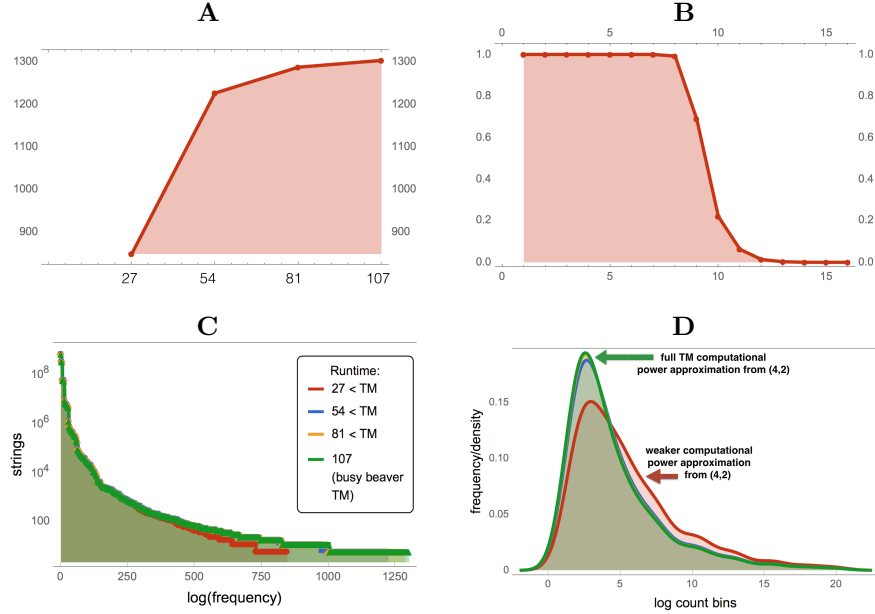 A
B
0
5
10
15
1300
1200
1100
1000
900
1300
1200
1100
1000
900
27
54
81
107
1.0
0.8
0.6
0.4
0.2
0.0
1.0
0.8
0.6
0.4
0.2
0.0
0
5
10
15
C
D
10^8
10^6
10^4
100
strings
0
250
500
750
1000
1250
log(frequency)
Runtime:
27 < TM
54 < TM
81 < TM
107
(busy beaver
TM)
full TM computational
power approximation from (4,2)
weaker computational
power approximation
from (4,2)
frequency/density
0.15
0.10
0.05
0
0
5
10
15
20
log count bins